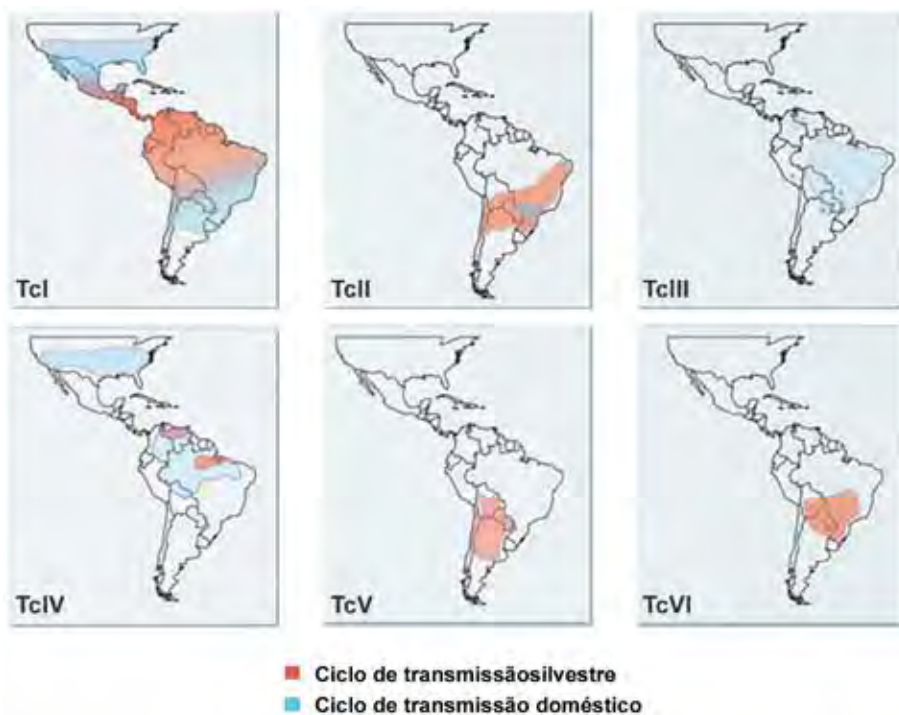 TcI
TcII
TcIII
TcIV
TcV
TcVI
Ciclo de transmissãosilvestre
Ciclo de transmissão doméstico